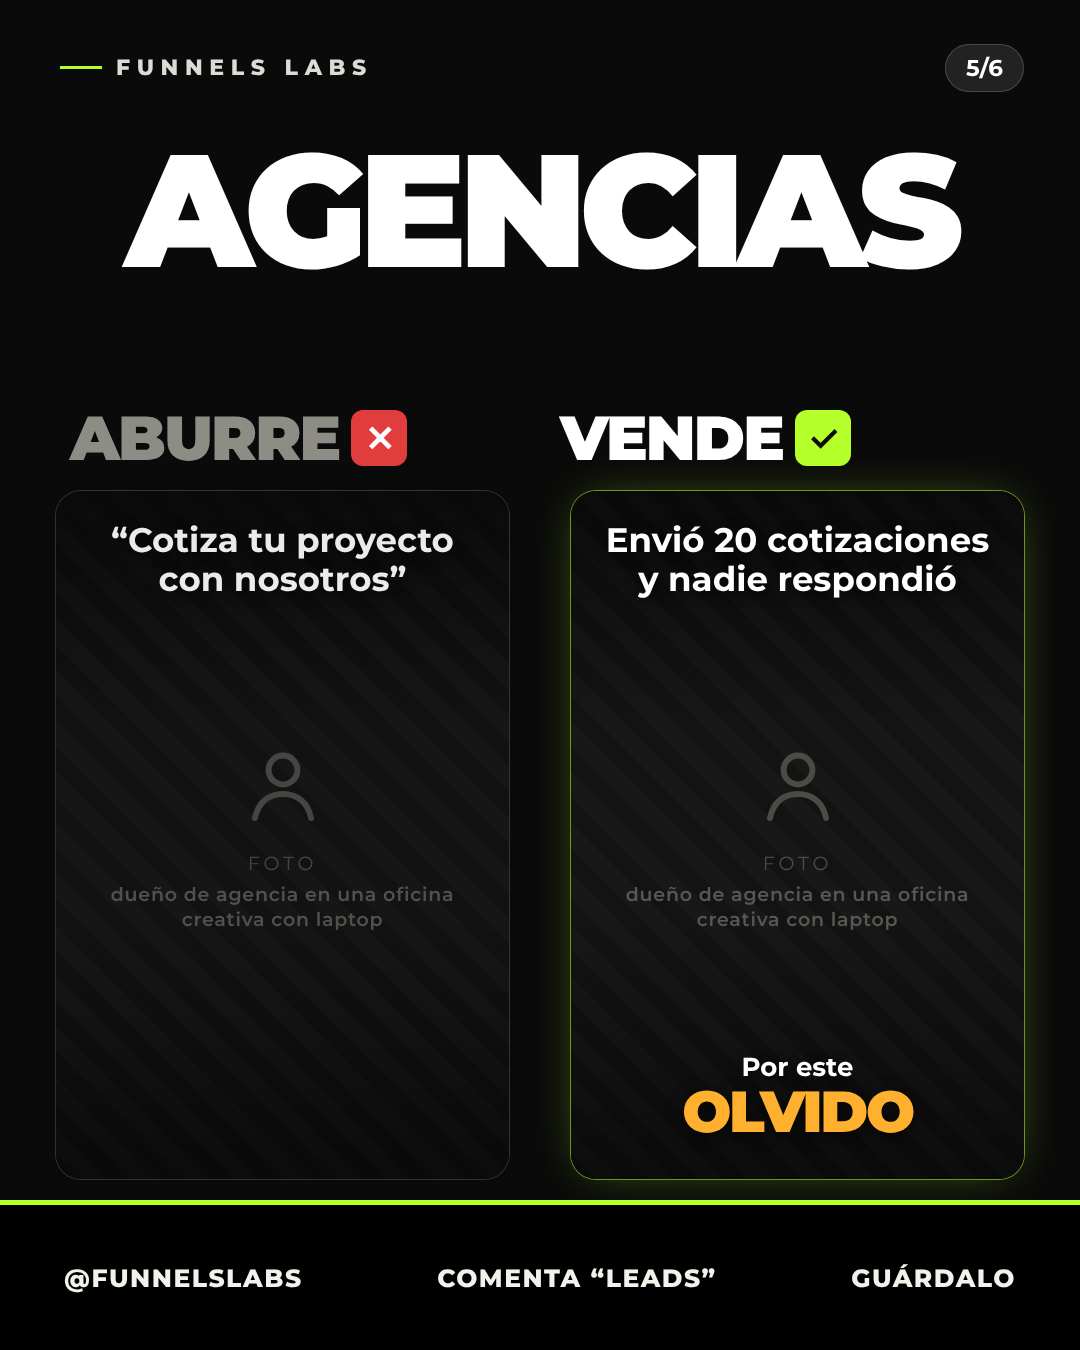 FUNNELS LABS
5/6
AGENCIAS
ABURRE
“Cotiza tu proyecto
con nosotros”
FOTO
dueño de agencia en una oficina
creativa con laptop
VENDE
Envió 20 cotizaciones
y nadie respondió
FOTO
dueño de agencia en una oficina
creativa con laptop
Por este
OLVIDO
@FUNNELSLABS
COMENTA “LEADS”
GUÁRDALO